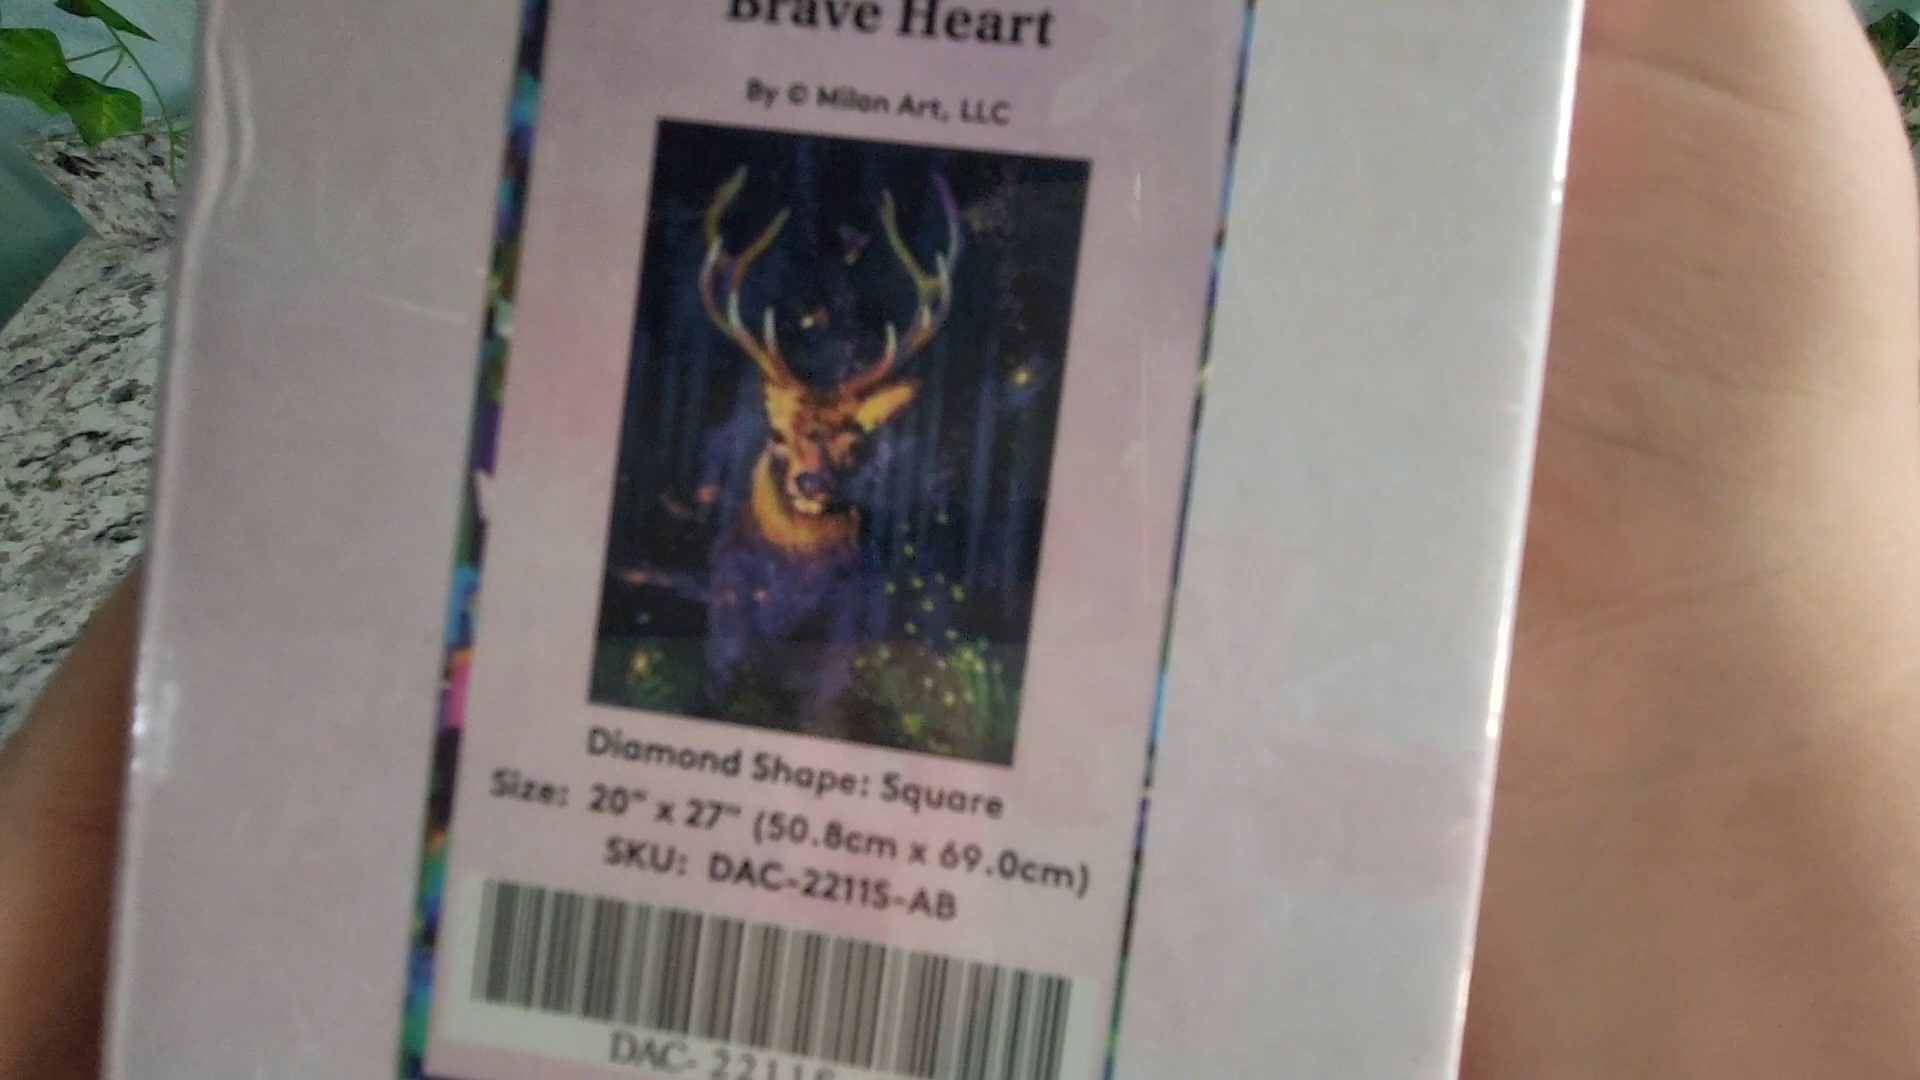 Brave Heart
By © Milan Art, LLC
Diamond Shape: Square
Size: 20" x 27" (50.8cm x 69.0cm)
SKU: DAC-22115-AB